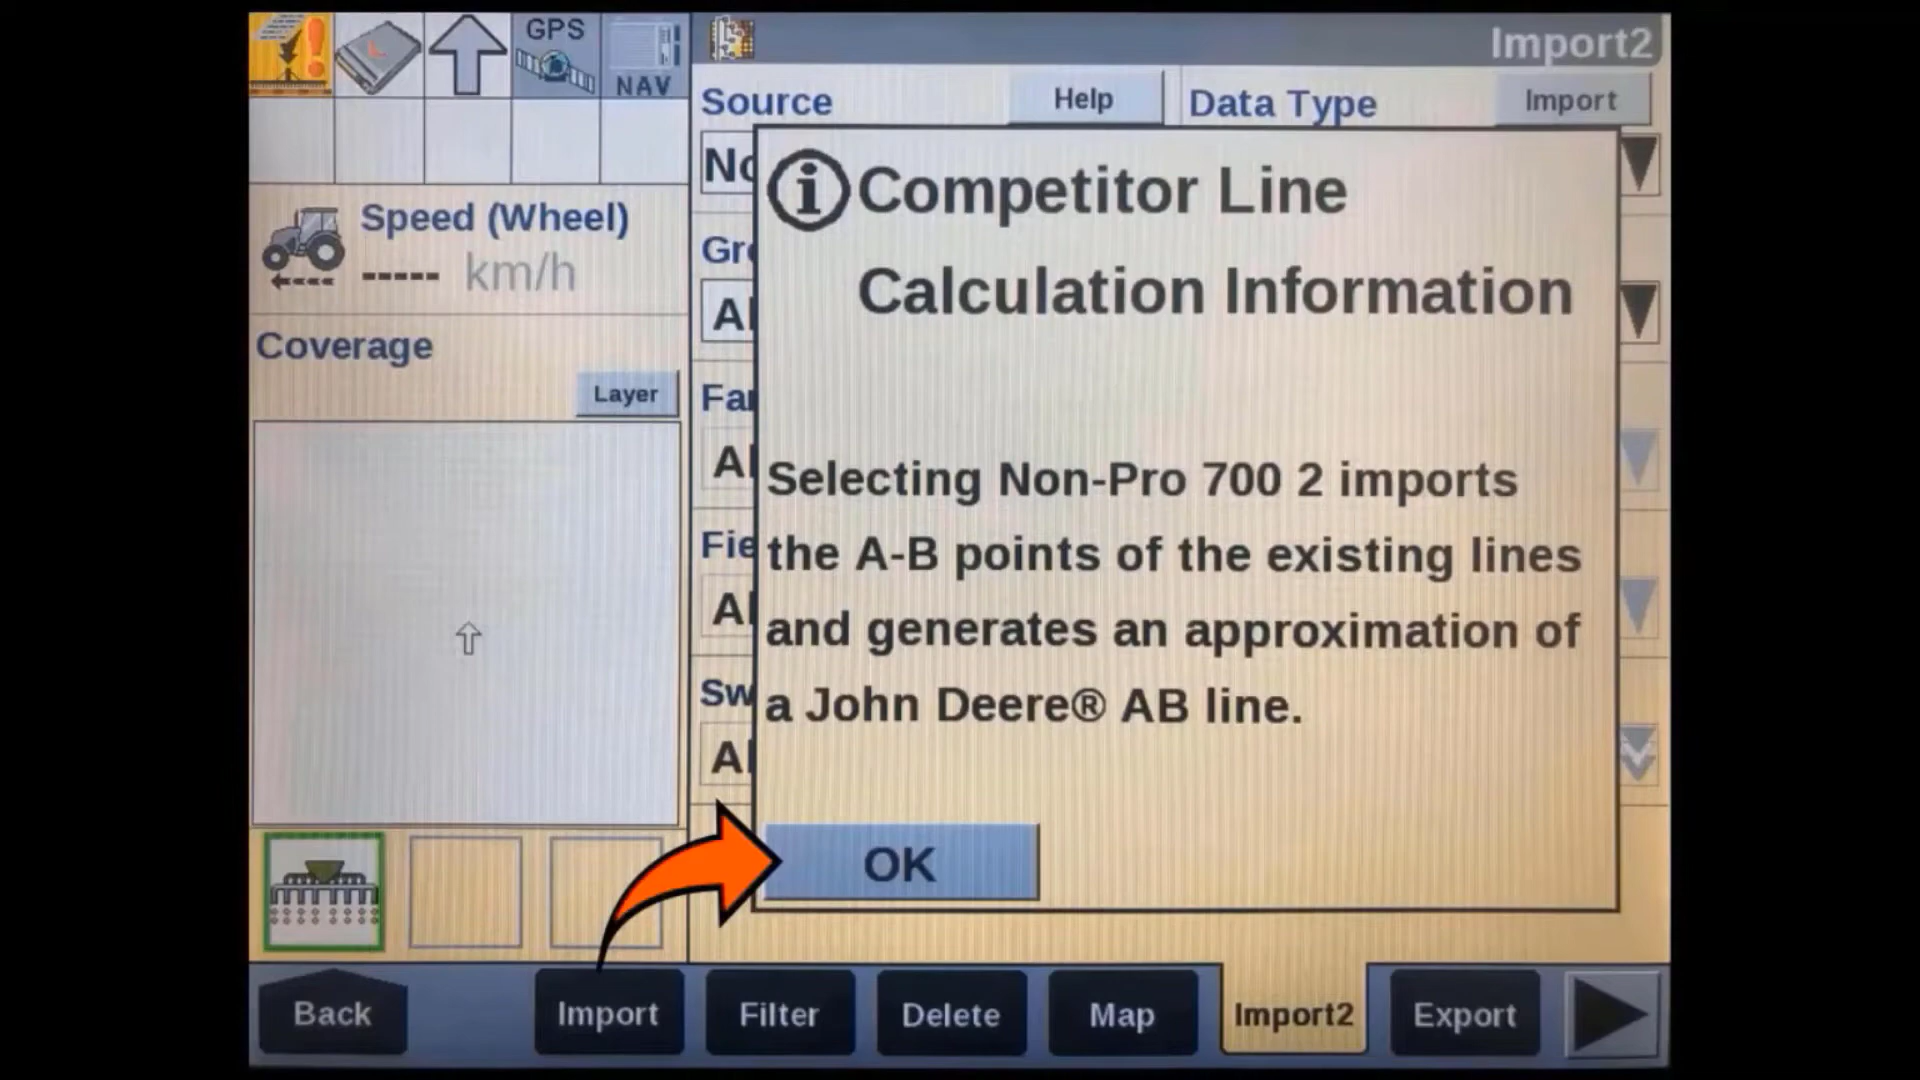 GPS
NAV
Import2
Source
Help
Data Type
Import
Speed (Wheel)
----- km/h
Coverage
Layer
Competitor Line
Calculation Information
Selecting Non-Pro 700 2 imports
the A-B points of the existing lines
and generates an approximation of
a John Deere® AB line.
OK
Back
Import
Filter
Delete
Map
Import2
Export